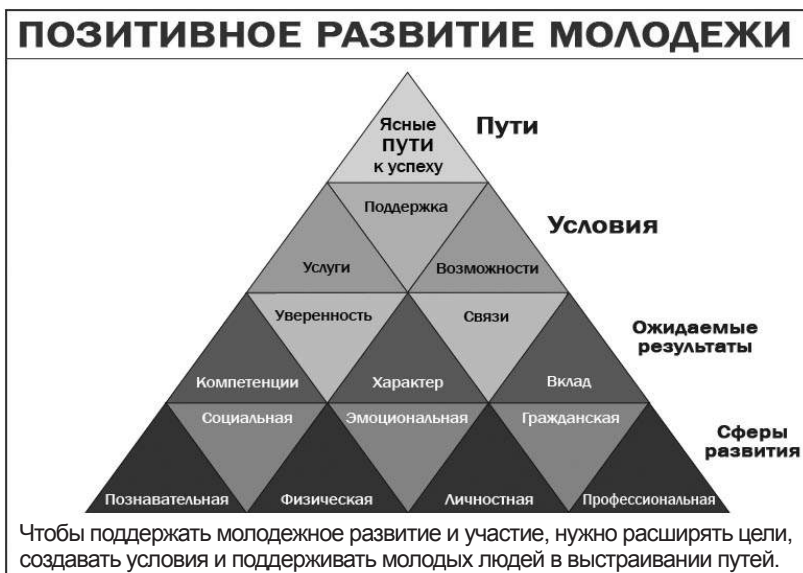 ПОЗИТИВНОЕ РАЗВИТИЕ МОЛОДЕЖИ
Ясные
пути
к успеху
Пути
Поддержка
Условия
Услуги
Возможности
Уверенность
Связи
Ожидаемые
результаты
Компетенции
Характер
Вклад
Социальная
Эмоциональная
Гражданская
Сферы
развития
Познавательная
Физическая
Личностная
Профессиональная
Чтобы поддержать молодежное развитие и участие, нужно расширять цели,
создавать условия и поддерживать молодых людей в выстраивании путей.